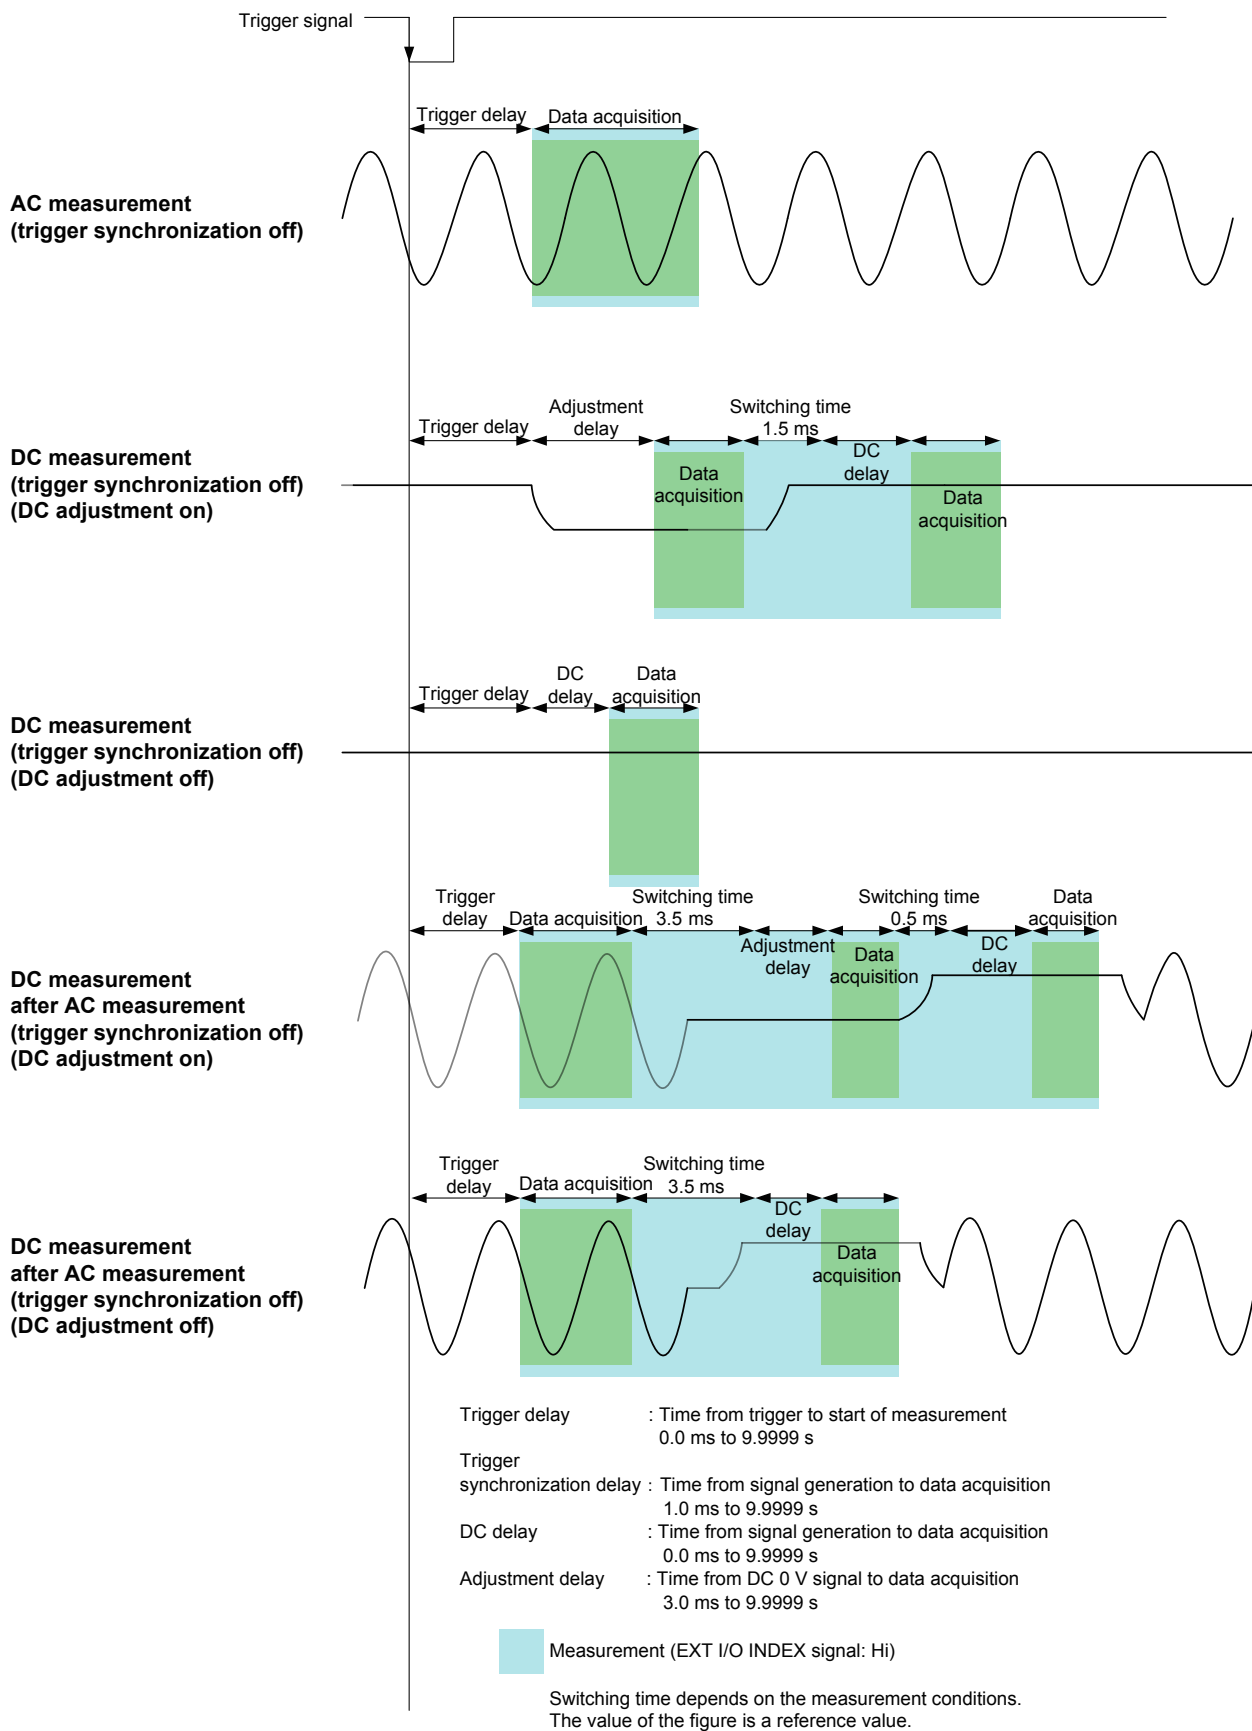 Trigger signal
Trigger delay
Data acquisition
AC measurement
(trigger synchronization off)
Trigger delay
Adjustment
delay
Switching time
1.5 ms
DC
delay
Data
acquisition
Data
acquisition
DC measurement
(trigger synchronization off)
(DC adjustment on)
Trigger delay
DC
delay
Data
acquisition
DC measurement
(trigger synchronization off)
(DC adjustment off)
Trigger
delay
Data acquisition
Switching time
3.5 ms
Adjustment
delay
Data
acquisition
Switching time
0.5 ms
DC
delay
Data
acquisition
DC measurement
after AC measurement
(trigger synchronization off)
(DC adjustment on)
Trigger
delay
Data acquisition
Switching time
3.5 ms
DC
delay
Data
acquisition
DC measurement
after AC measurement
(trigger synchronization off)
(DC adjustment off)
Trigger delay : Time from trigger to start of measurement
0.0 ms to 9.9999 s
Trigger
synchronization delay : Time from signal generation to data acquisition
1.0 ms to 9.9999 s
DC delay : Time from signal generation to data acquisition
0.0 ms to 9.9999 s
Adjustment delay : Time from DC 0 V signal to data acquisition
3.0 ms to 9.9999 s
Measurement (EXT I/O INDEX signal: Hi)
Switching time depends on the measurement conditions.
The value of the figure is a reference value.